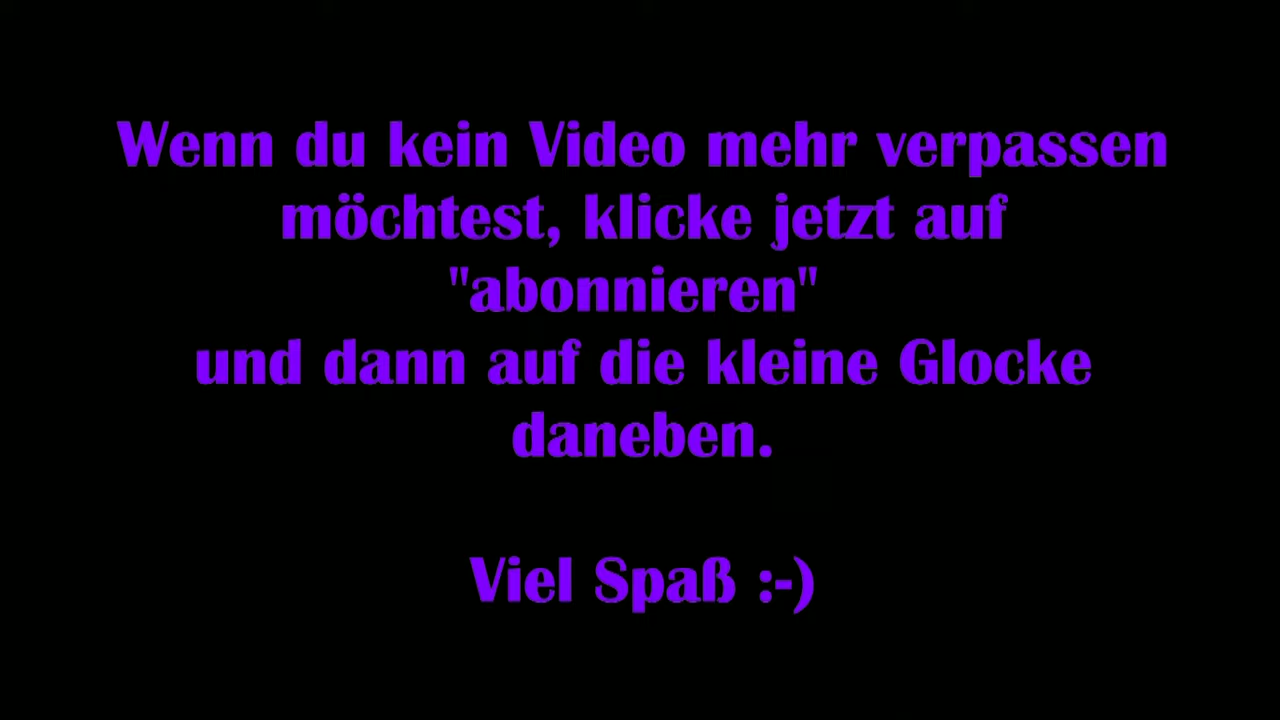 Wenn du kein Video mehr verpassen
möchtest, klicke jetzt auf
"abonnieren"
und dann auf die kleine Glocke
daneben.
Viel Spaß :-)